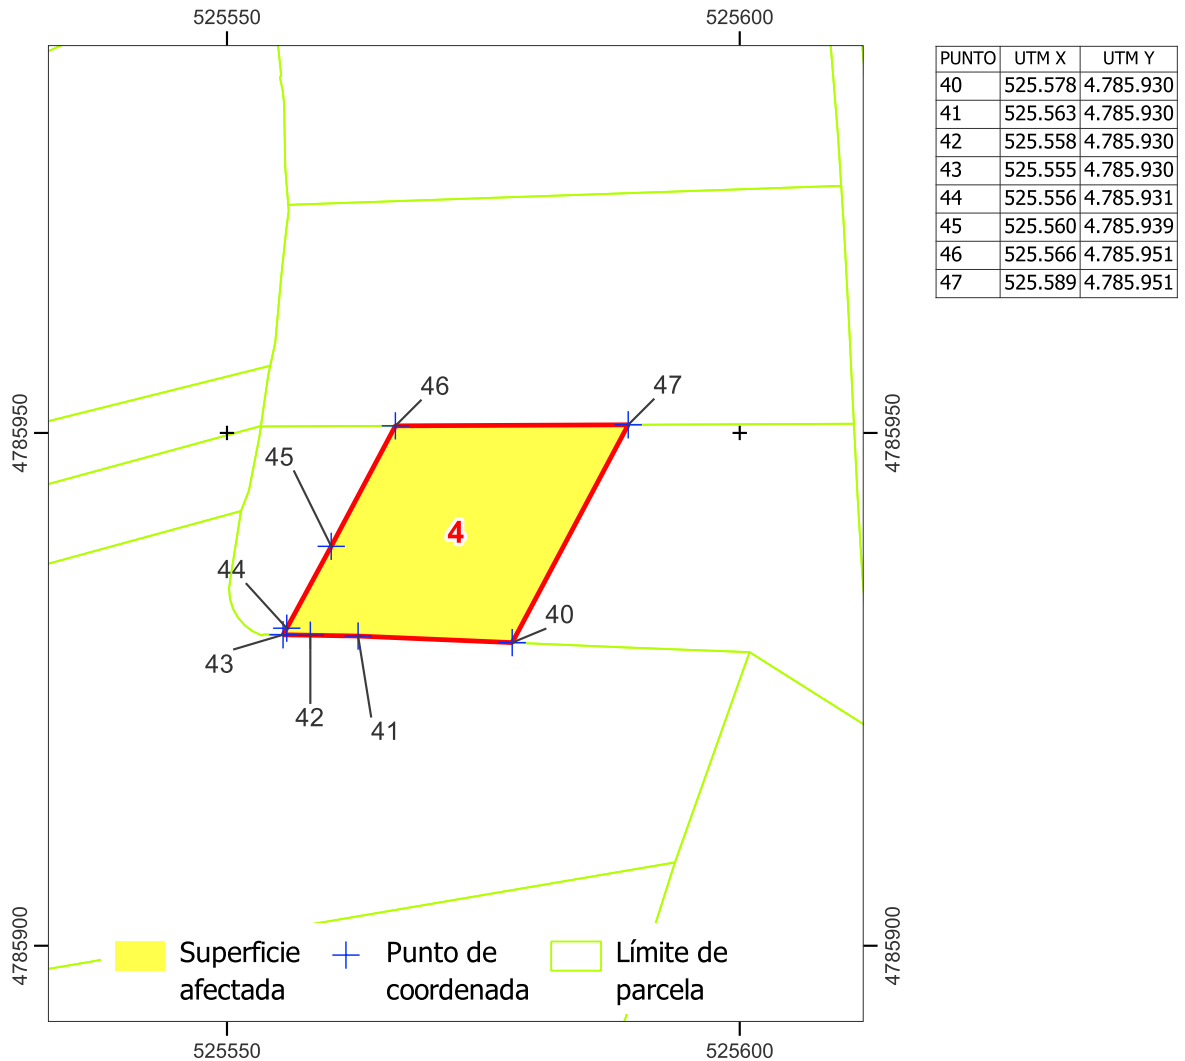 525550 525600
PUNTO UTM X UTM Y
40 525.578 4.785.930
41 525.563 4.785.930
42 525.558 4.785.930
43 525.555 4.785.930
44 525.556 4.785.931
45 525.560 4.785.939
46 525.566 4.785.951
47 525.589 4.785.951
46 47
4785950 4785950
45
4
44
40
43
42
41
4785900 4785900
Superficie afectada
Punto de coordenada
Límite de parcela
525550 525600